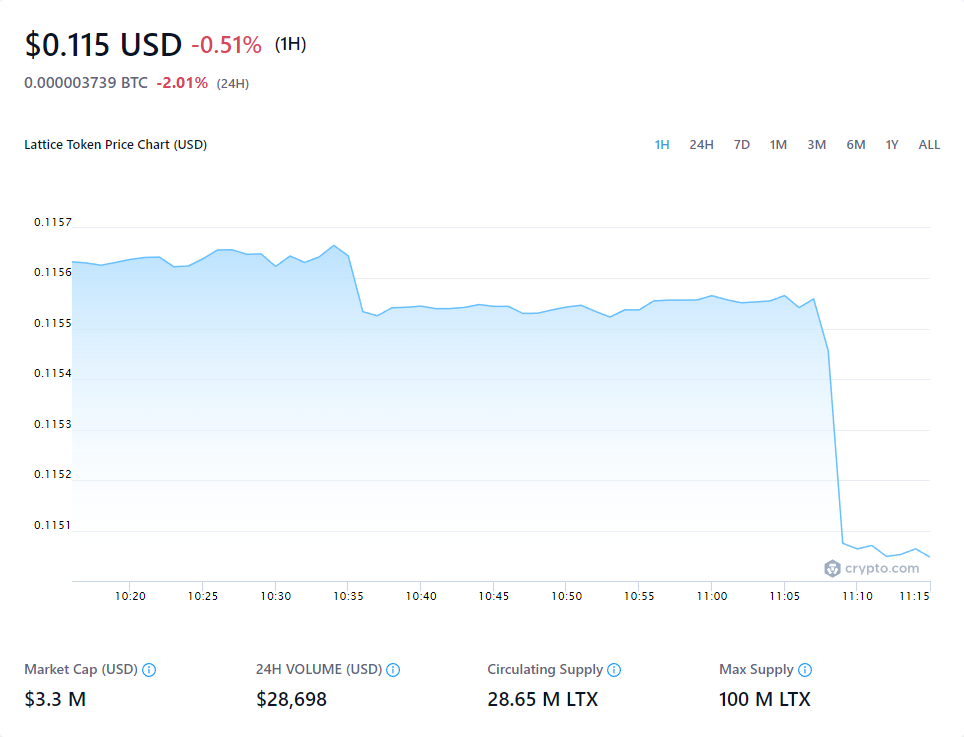 $0.115 USD -0.51% (1H)
0.000003739 BTC -2.01% (24H)
Lattice Token Price Chart (USD) 1H 24H 7D 1M 3M 6M 1Y ALL
0.1157
0.1156
0.1155
0.1154
0.1153
0.1152
0.1151
crypto.com
10:20 10:25 10:30 10:35 10:40 10:45 10:50 10:55 11:00 11:05 11:10 11:15
Market Cap (USD) 24H VOLUME (USD) Circulating Supply Max Supply
$3.3 M $28,698 28.65 M LTX 100 M LTX